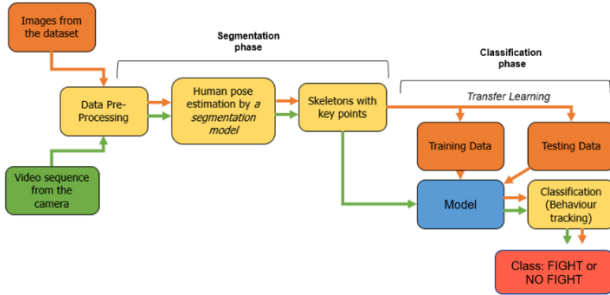 Images from
the dataset
Segmentation
phase
Classification
phase
Data Pre-
Processing
Human pose
estimation by a
segmentation
model
Skeletons with
key points
Transfer Learning
Training Data
Testing Data
Video sequence
from the
camera
Model
Classification
(Behaviour
tracking)
Class: FIGHT or
NO FIGHT